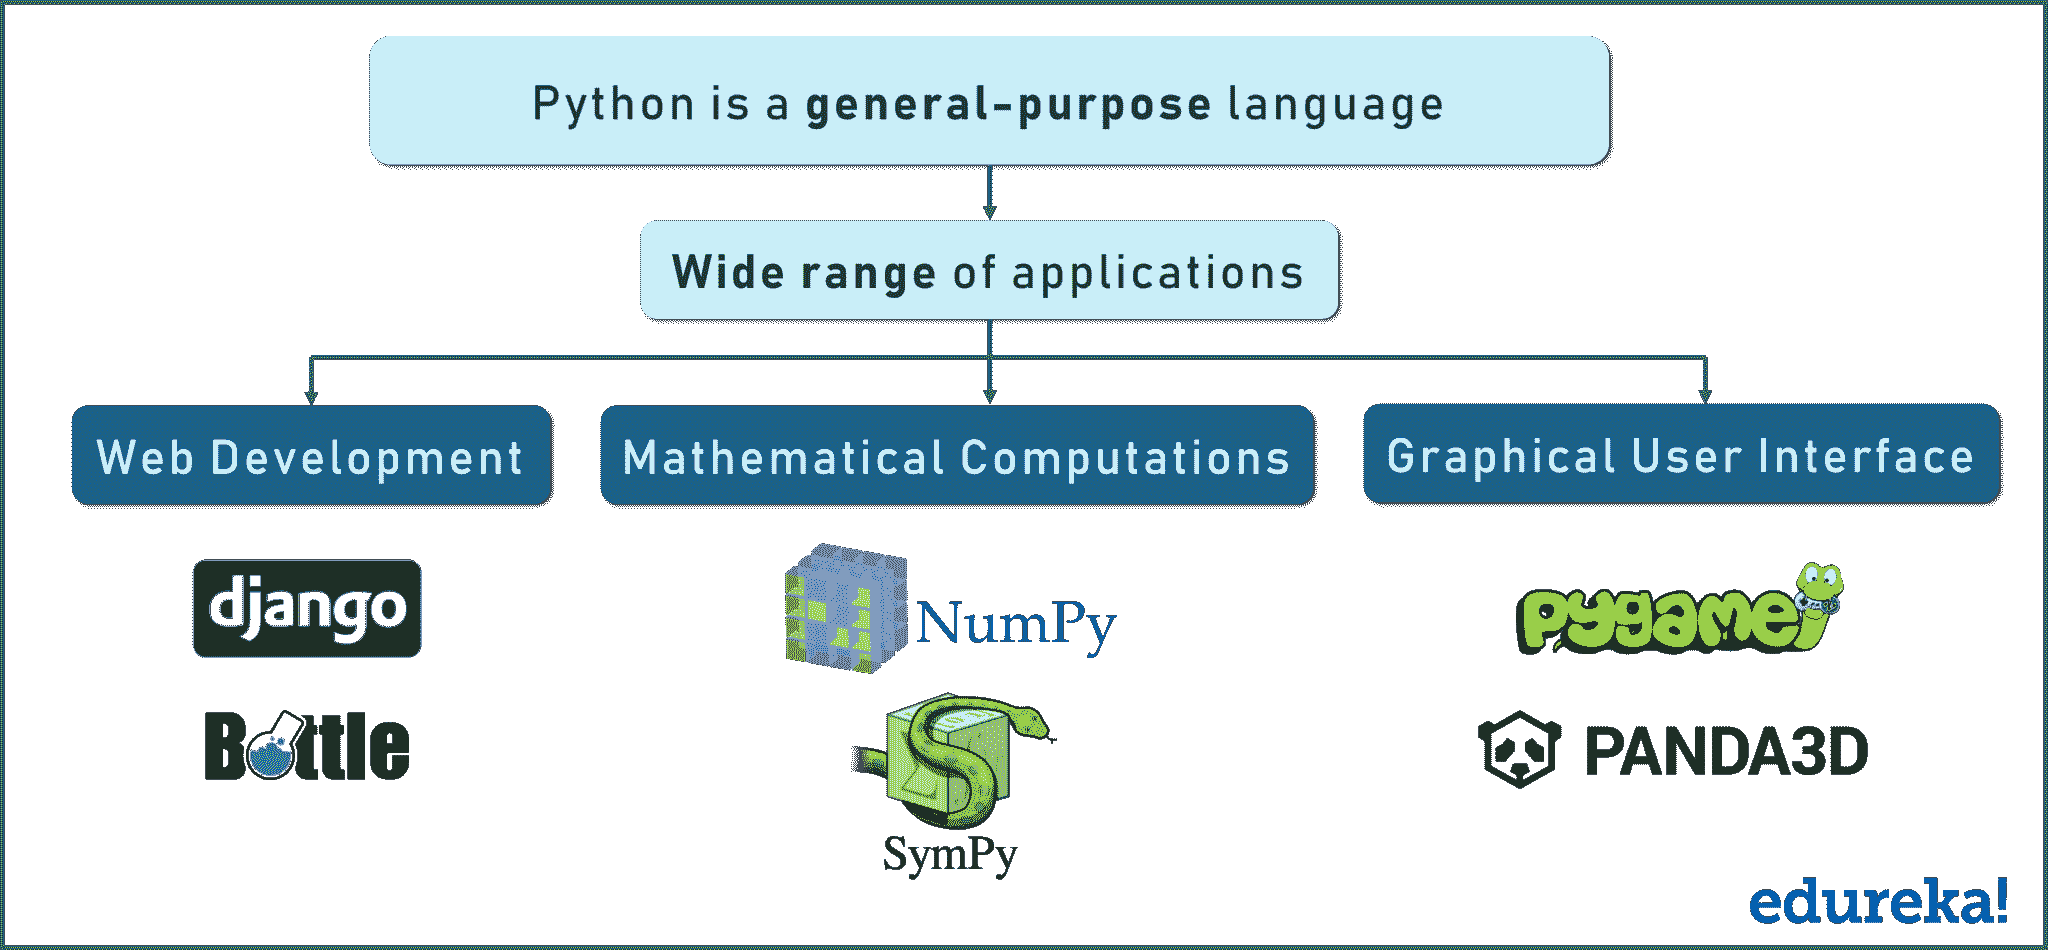 Python is a general-purpose language
Wide range of applications
Web Development
Mathematical Computations
Graphical User Interface
django
Bottle
NumPy
SymPy
pygame
PANDA3D
edureka!